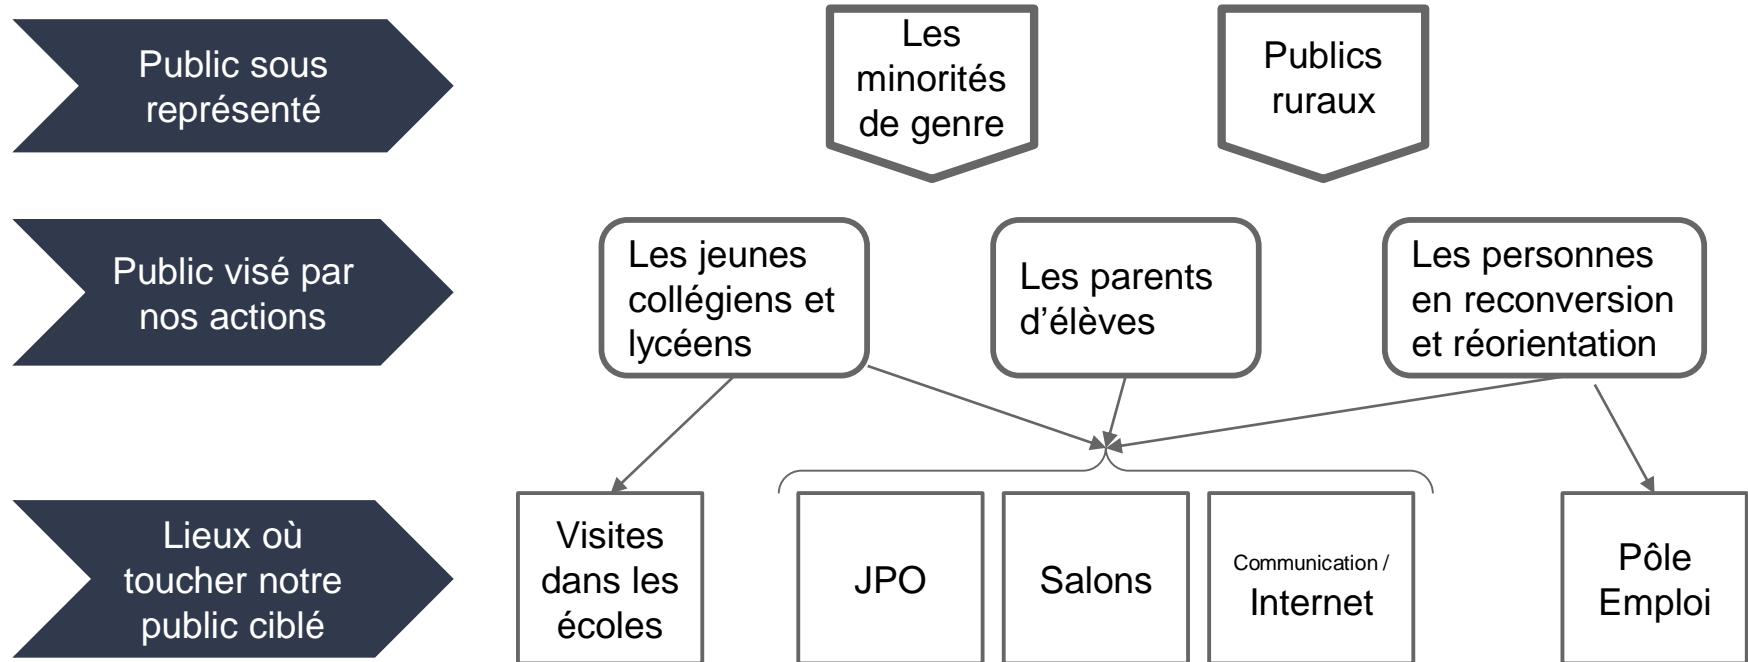 Public sous
représenté
Les
minorités
de genre
Publics
ruraux
Public visé par
nos actions
Les jeunes
collégiens et
lycéens
Les parents
d’élèves
Les personnes
en reconversion
et réorientation
Lieux où
toucher notre
public ciblé
Visites
dans les
écoles
JPO
Salons
Communication /
Internet
Pôle
Emploi